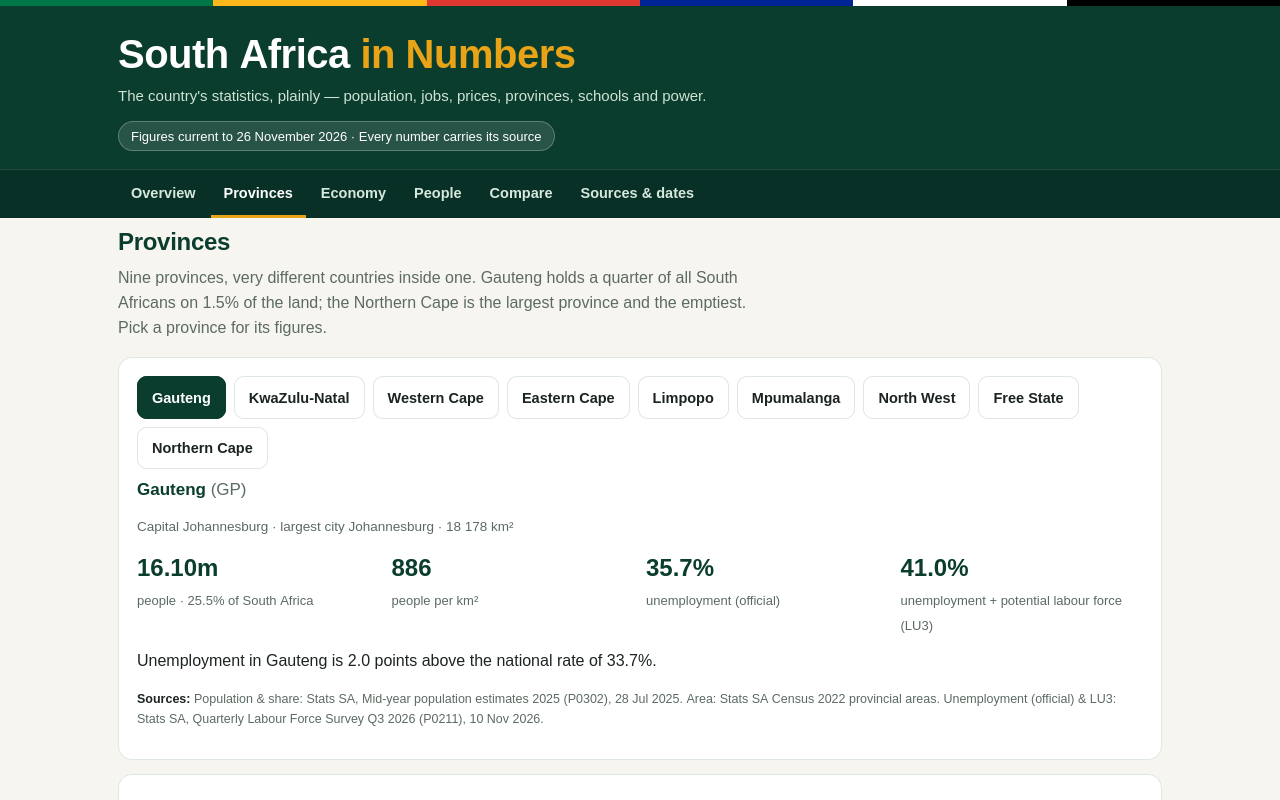 South Africa in Numbers
The country's statistics, plainly — population, jobs, prices, provinces, schools and power.
Figures current to 26 November 2026 · Every number carries its source
Overview Provinces Economy People Compare Sources & dates
Provinces
Nine provinces, very different countries inside one. Gauteng holds a quarter of all South
Africans on 1.5% of the land; the Northern Cape is the largest province and the emptiest.
Pick a province for its figures.
Gauteng KwaZulu-Natal Western Cape Eastern Cape Limpopo Mpumalanga North West Free State
Northern Cape
Gauteng (GP)
Capital Johannesburg · largest city Johannesburg · 18 178 km²
16.10m 886 35.7% 41.0%
people · 25.5% of South Africa people per km² unemployment (official) unemployment + potential labour force
(LU3)
Unemployment in Gauteng is 2.0 points above the national rate of 33.7%.
Sources: Population & share: Stats SA, Mid-year population estimates 2025 (P0302), 28 Jul 2025. Area: Stats SA Census 2022 provincial areas. Unemployment (official) & LU3:
Stats SA, Quarterly Labour Force Survey Q3 2026 (P0211), 10 Nov 2026.